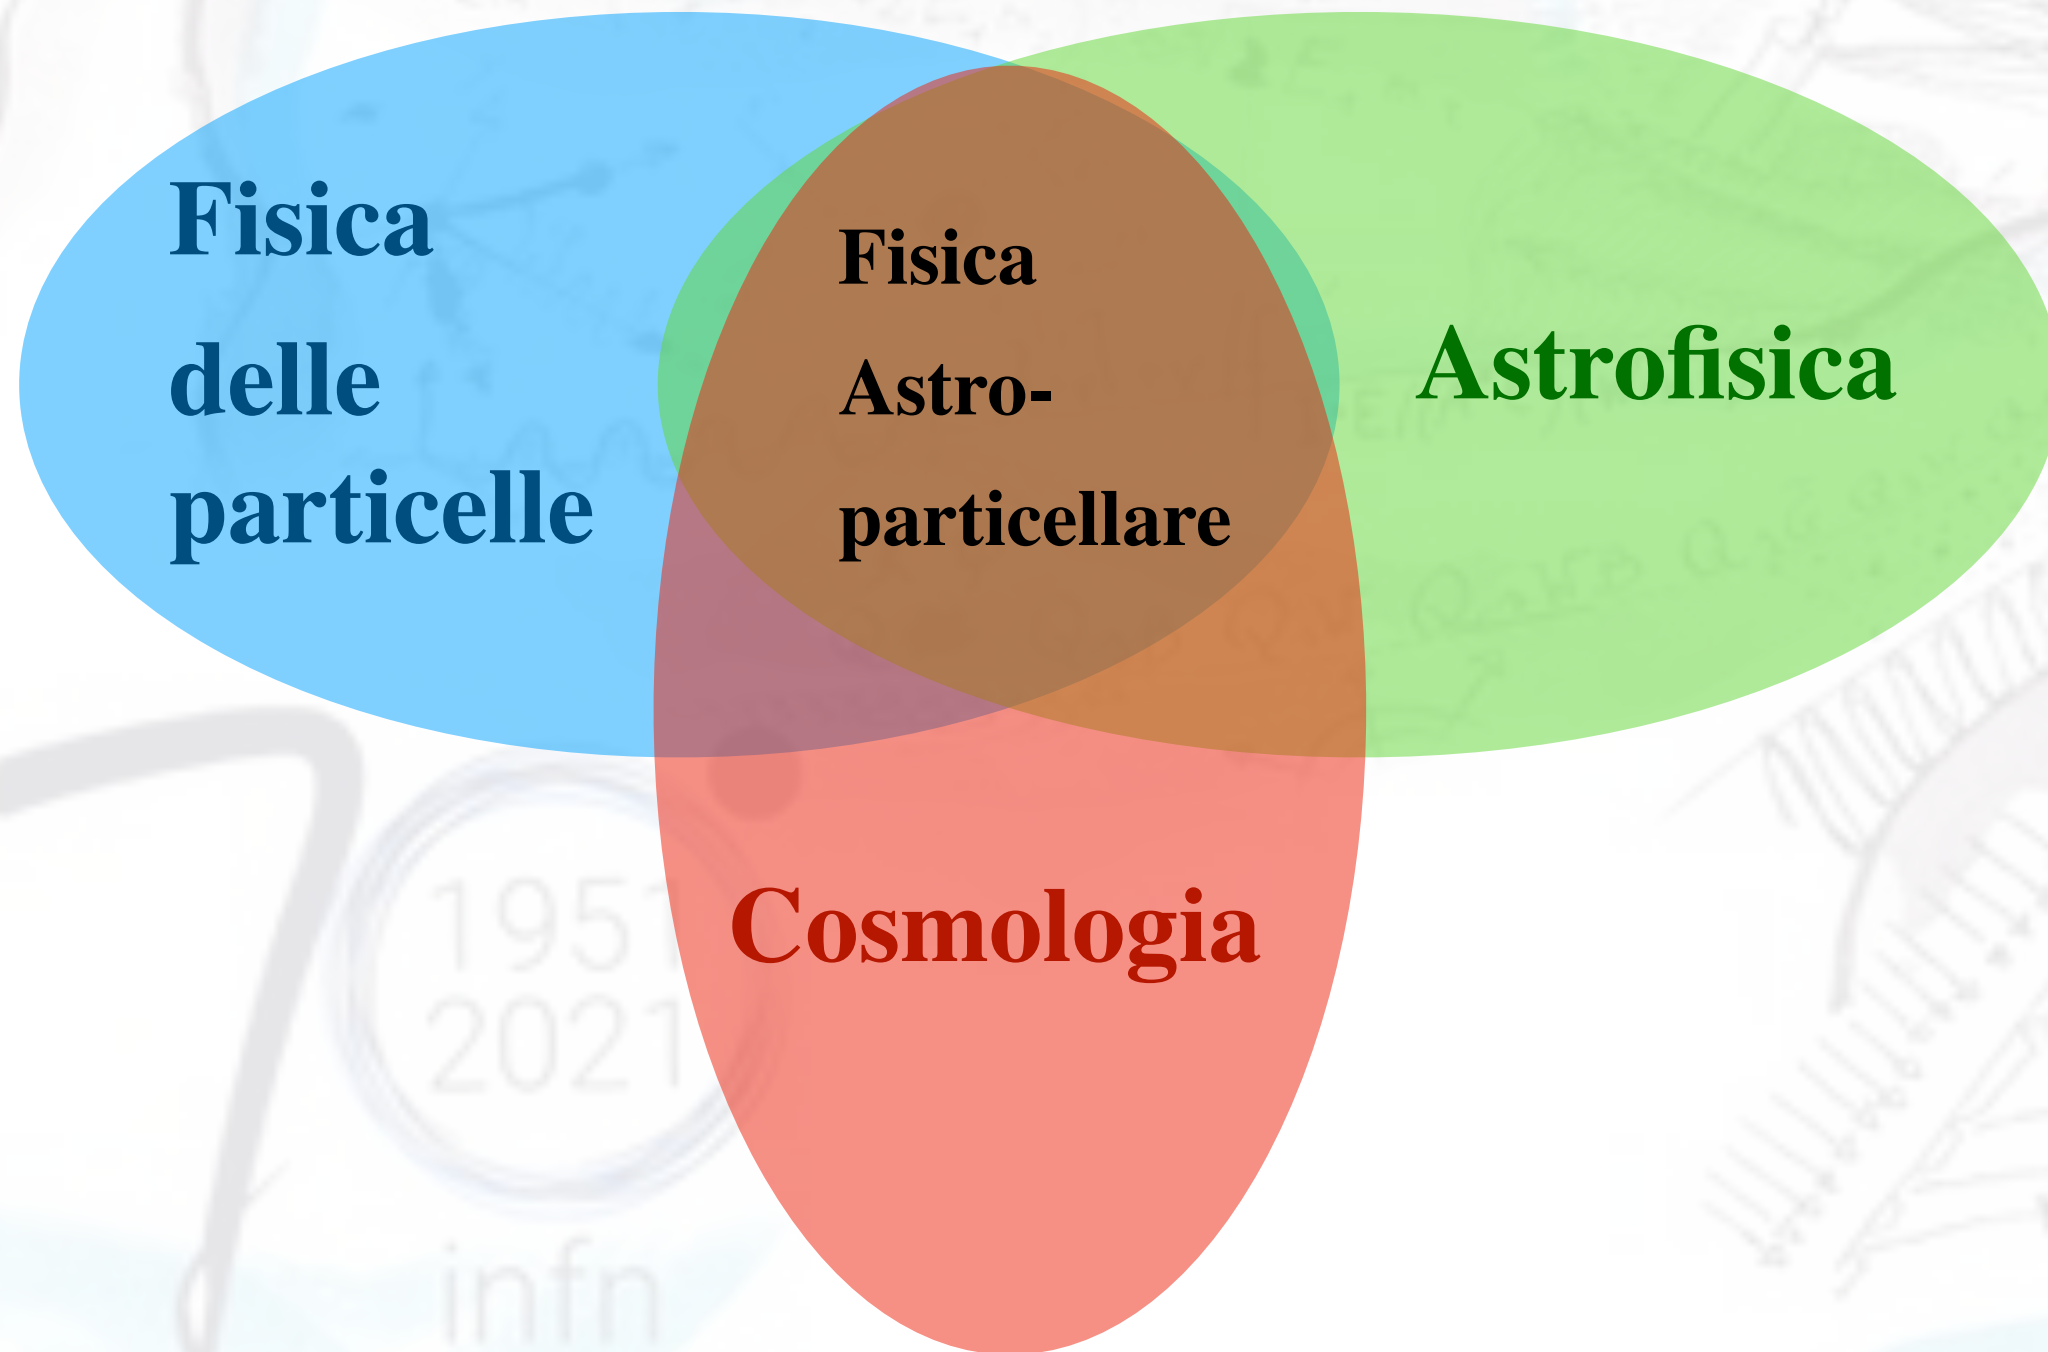 Fisica
delle
particelle
Fisica
Astro-
particellare
Astrofisica
Cosmologia
1951
2021
infn